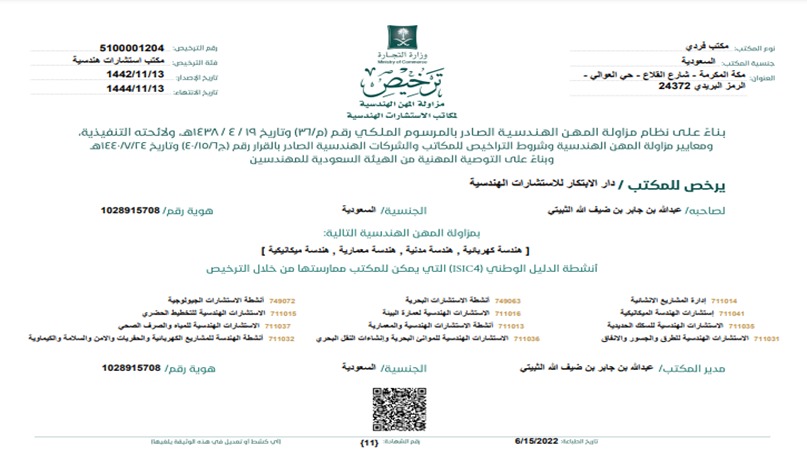 وزارة التجارة
Ministry of Commerce
ترخيص
مزاولة المهن الهندسية
لمكاتب الاستشارات الهندسية
نوع المكتب: مكتب فردي
جنسية المكتب: السعودية
العنوان: مكة المكرمة - شارع الفلاع - حي العوالي -
الرمز البريدي 24372
رقم الترخيص: 5100001204
فئة الترخيص: مكتب استشارات هندسية
تاريخ الإصدار: 1442/11/13
تاريخ الانتهاء: 1444/11/13
بناءً على نظام مزاولة المهن الهندسية الصادر بالمرسوم الملكي رقم (م/٣٦) وتاريخ ١٩ / ٤ / ١٤٣٨هـ، ولائحته التنفيذية،
ومعايير مزاولة المهن الهندسية وشروط التراخيص للمكاتب والشركات الهندسية الصادر بالقرار رقم (ج٤٠/١٥/٦) وتاريخ ١٤٤٠/٧/٢٤هـ
وبناءً على التوصية المهنية من الهيئة السعودية للمهندسين
يرخص للمكتب / دار الابتكار للاستشارات الهندسية
لصاحبه/ عبدالله بن جابر بن ضيف الله الثبيتي الجنسية/ السعودية هوية رقم/ 1028915708
بمزاولة المهن الهندسية التالية:
[ هندسة كهربائية , هندسة مدنية , هندسة معمارية , هندسة ميكانيكية ]
أنشطة الدليل الوطني (ISIC4) التي يمكن للمكتب ممارستها من خلال الترخيص
711014 إدارة المشاريع الانشائية 749063 أنشطة الاستشارات البحرية 749072 أنشطة الاستشارات الجيولوجية
711041 إستشارات الهندسة الميكانيكية 711016 الاستشارات الهندسية لعمارة البيئة 711015 الاستشارات الهندسية للتخطيط الحضري
711035 الاستشارات الهندسية للسكك الحديدية 711013 أنشطة الاستشارات الهندسية والمعمارية 711037 الاستشارات الهندسية للمياه والصرف الصحي
711031 الاستشارات الهندسية للطرق والجسور والانفاق 711036 الاستشارات الهندسية للموانئ البحرية وإنشاءات النقل البحري 711032 أنشطة الهندسة للمشاريع الكهربائية والحفريات والامن والسلامة والكيماوية
مدير المكتب/ عبدالله بن جابر بن ضيف الله الثبيتي الجنسية/ السعودية هوية رقم/ 1028915708
تاريخ الطباعة: 6/15/2022 رقم الشهادة: {11} (أي كشط أو تعديل في هذه الوثيقة يلغيها)